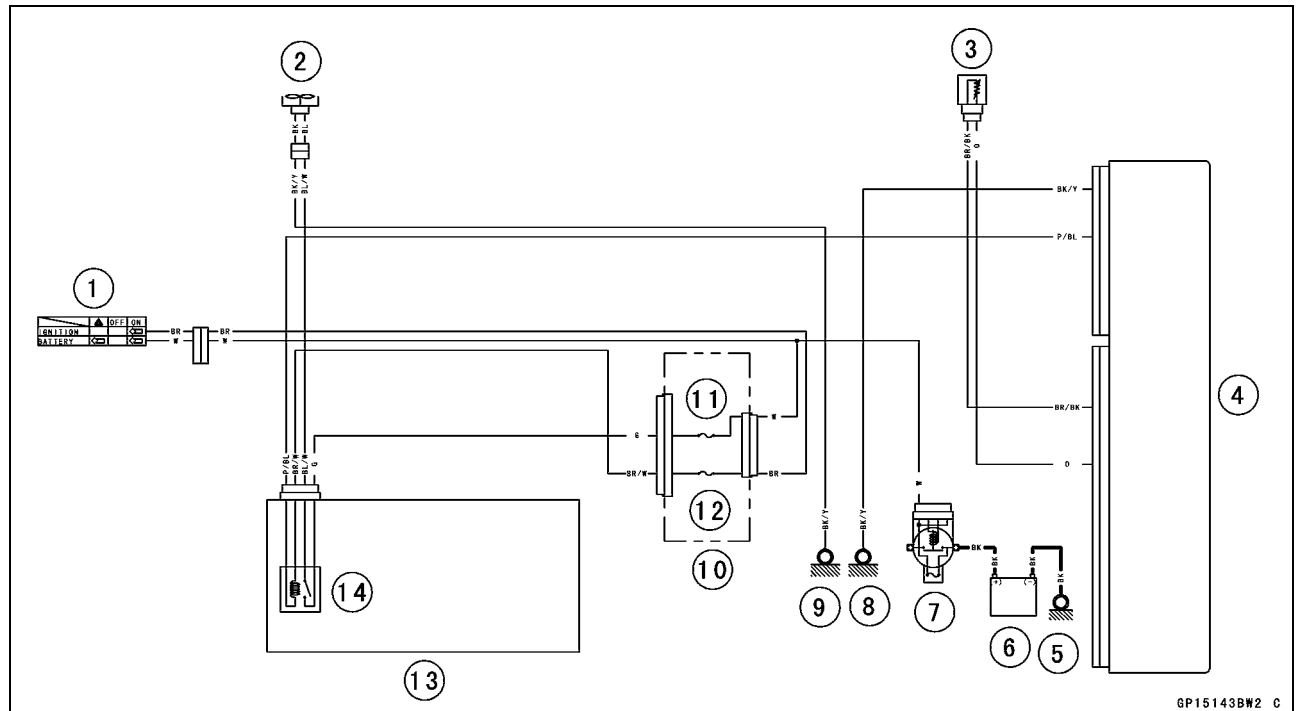 2
3
BK
BL
BR/BK
O
BK/Y
BL/W
BK/Y
P/BL
1
OFF ON
IGNITION
BATTERY
BR
BR
W
W
11
W
4
BR/BK
G
P/BL
BR/W
BL/W
G
BR/W
BR
O
12
W
BK/Y
BK/Y
10
BK
BK
BK
BK
(+)
(-)
14
9
8
7
6
5
13
GP15143BW2 C